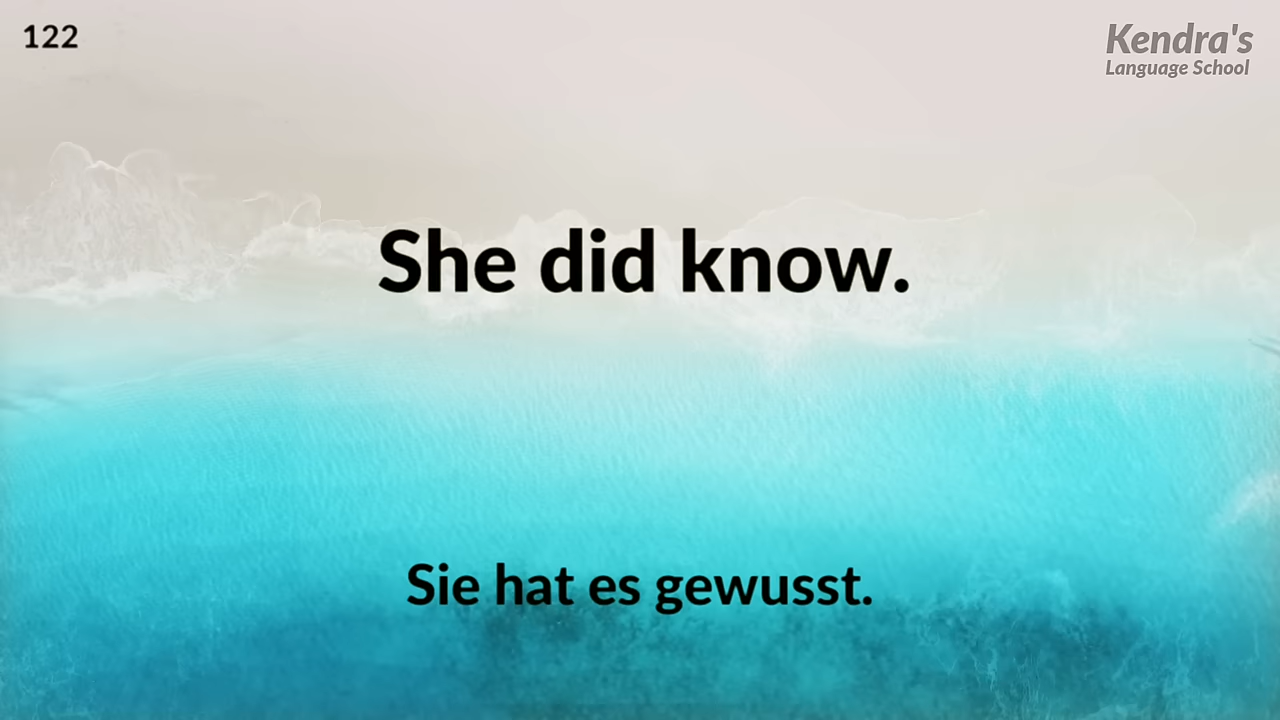 122
Kendra's
Language School
She did know.
Sie hat es gewusst.